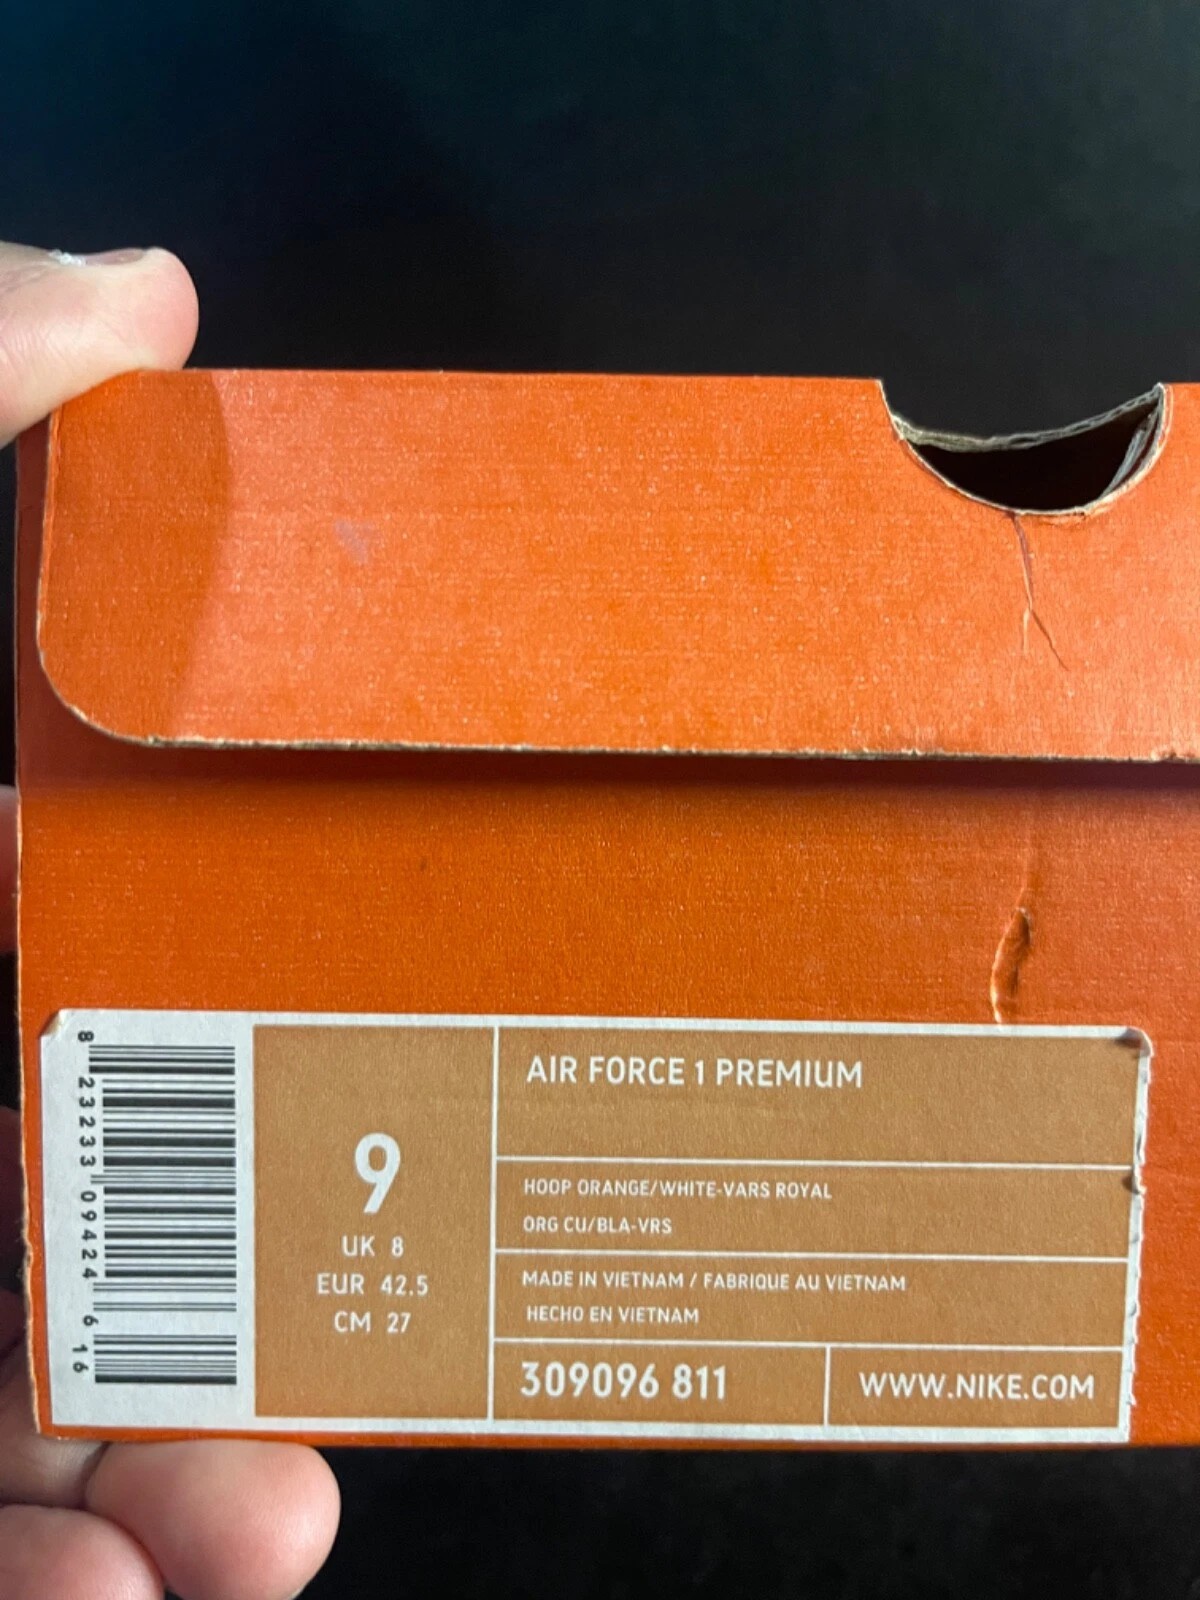 8 23233 09424 6 16
9
UK 8
EUR 42.5
CM 27
AIR FORCE 1 PREMIUM
HOOP ORANGE/WHITE-VARS ROYAL
ORG CU/BLA-VRS
MADE IN VIETNAM / FABRIQUE AU VIETNAM
HECHO EN VIETNAM
309096 811
WWW.NIKE.COM